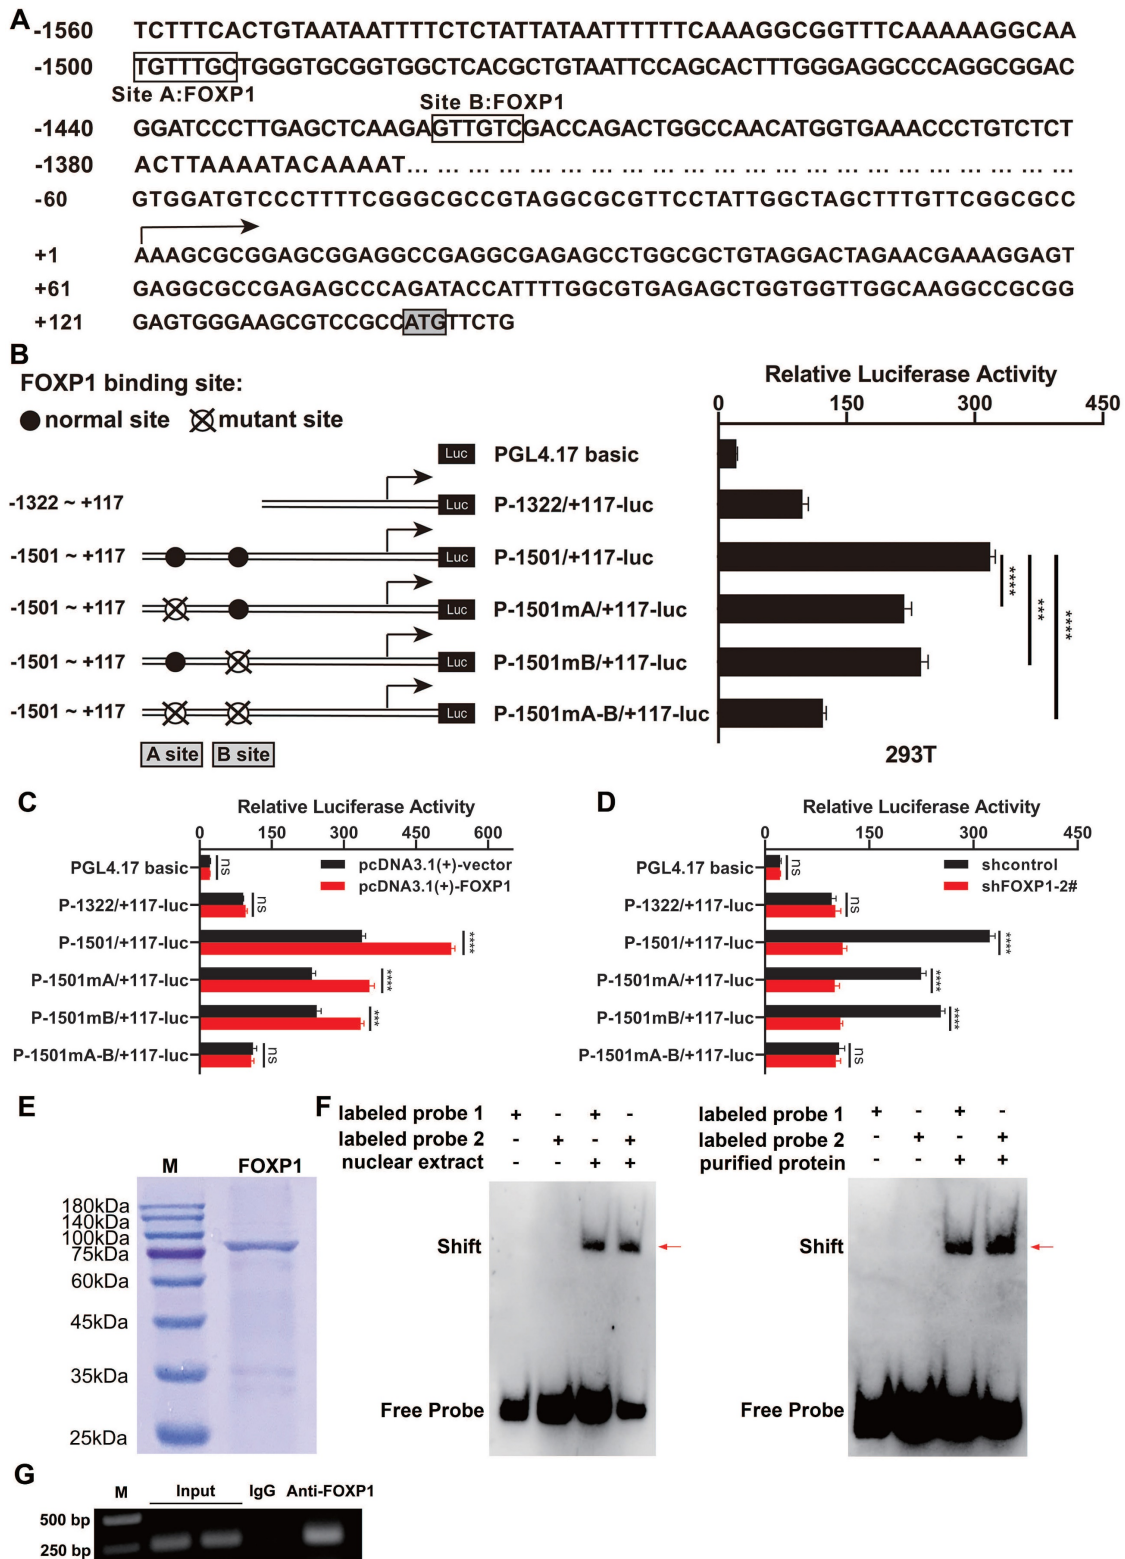 A
-1560 TCTTTCACTGTAATAATTTTCTCTATTATAATTTTTTCAAAGGCGGTTTCAAAAAGGCAA
-1500 TGTTTGCTGGGTGCGGTGGCTCACGCTGTAATTCCAGCACTTTGGGAGGCCCAGGCGGAC
Site A:FOXP1 Site B:FOXP1
-1440 GGATCCCTTGAGCTCAAGAGTTGTCGACCAGACTGGCCAACATGGTGAAACCCTGTCTCT
-1380 ACTTAAAATACAAAAT... ... ... ... ... ... ... ... ... ... ... ... ... ... ... ... ... ... ... ... ... ...
-60 GTGGATGTCCCTTTTCGGGCGCCGTAGGCGCGTTCCTATTGGCTAGCTTTGTTCGGCGCC
+1 AAAGCGCGGAGCGGAGGCCGAGGCGAGAGCCTGGCGCTGTAGGACTAGAACGAAAGGAGT
+61 GAGGCGCCGAGAGCCCAGATACCATTTTGGCGTGAGAGCTGGTGGTTGGCAAGGCCGCGG
+121 GAGTGGGAAGCGTCCGCCATGTTCTG
B
FOXP1 binding site:
normal site mutant site
Relative Luciferase Activity
0 150 300 450
Luc PGL4.17 basic
-1322 ~ +117 Luc P-1322/+117-luc
-1501 ~ +117 Luc P-1501/+117-luc
-1501 ~ +117 Luc P-1501mA/+117-luc
-1501 ~ +117 Luc P-1501mB/+117-luc
-1501 ~ +117 Luc P-1501mA-B/+117-luc
**** *** ****
A site B site
293T
C
Relative Luciferase Activity
0 150 300 450 600
pcDNA3.1(+)-vector
pcDNA3.1(+)-FOXP1
PGL4.17 basic ns
P-1322/+117-luc ns
P-1501/+117-luc ****
P-1501mA/+117-luc ****
P-1501mB/+117-luc ***
P-1501mA-B/+117-luc ns
D
Relative Luciferase Activity
0 150 300 450
shcontrol
shFOXP1-2#
PGL4.17 basic ns
P-1322/+117-luc ns
P-1501/+117-luc ****
P-1501mA/+117-luc ****
P-1501mB/+117-luc ****
P-1501mA-B/+117-luc ns
E
M FOXP1
180kDa
140kDa
100kDa
75kDa
60kDa
45kDa
35kDa
25kDa
F
labeled probe 1 + - + -
labeled probe 2 - + - +
nuclear extract - - + +
Shift
Free Probe
labeled probe 1 + - + -
labeled probe 2 - + - +
purified protein - - + +
Shift
Free Probe
G
M Input IgG Anti-FOXP1
500 bp
250 bp